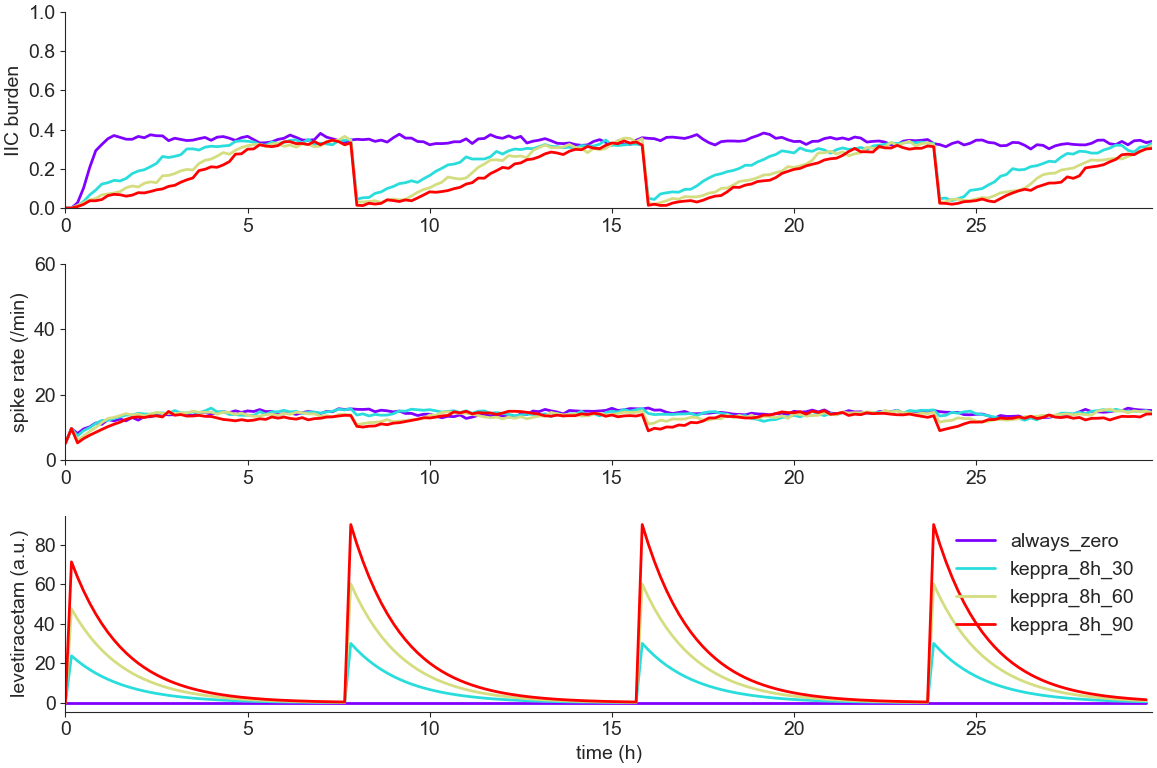 IIC burden
1.0
0.8
0.6
0.4
0.2
0.0
0 5 10 15 20 25
spike rate (/min)
60
40
20
0
0 5 10 15 20 25
levetiracetam (a.u.)
80
60
40
20
0
always_zero
keppra_8h_30
keppra_8h_60
keppra_8h_90
0 5 10 15 20 25
time (h)